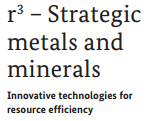 r³ – Strategic
metals and
minerals
Innovative technologies for
resource efficiency